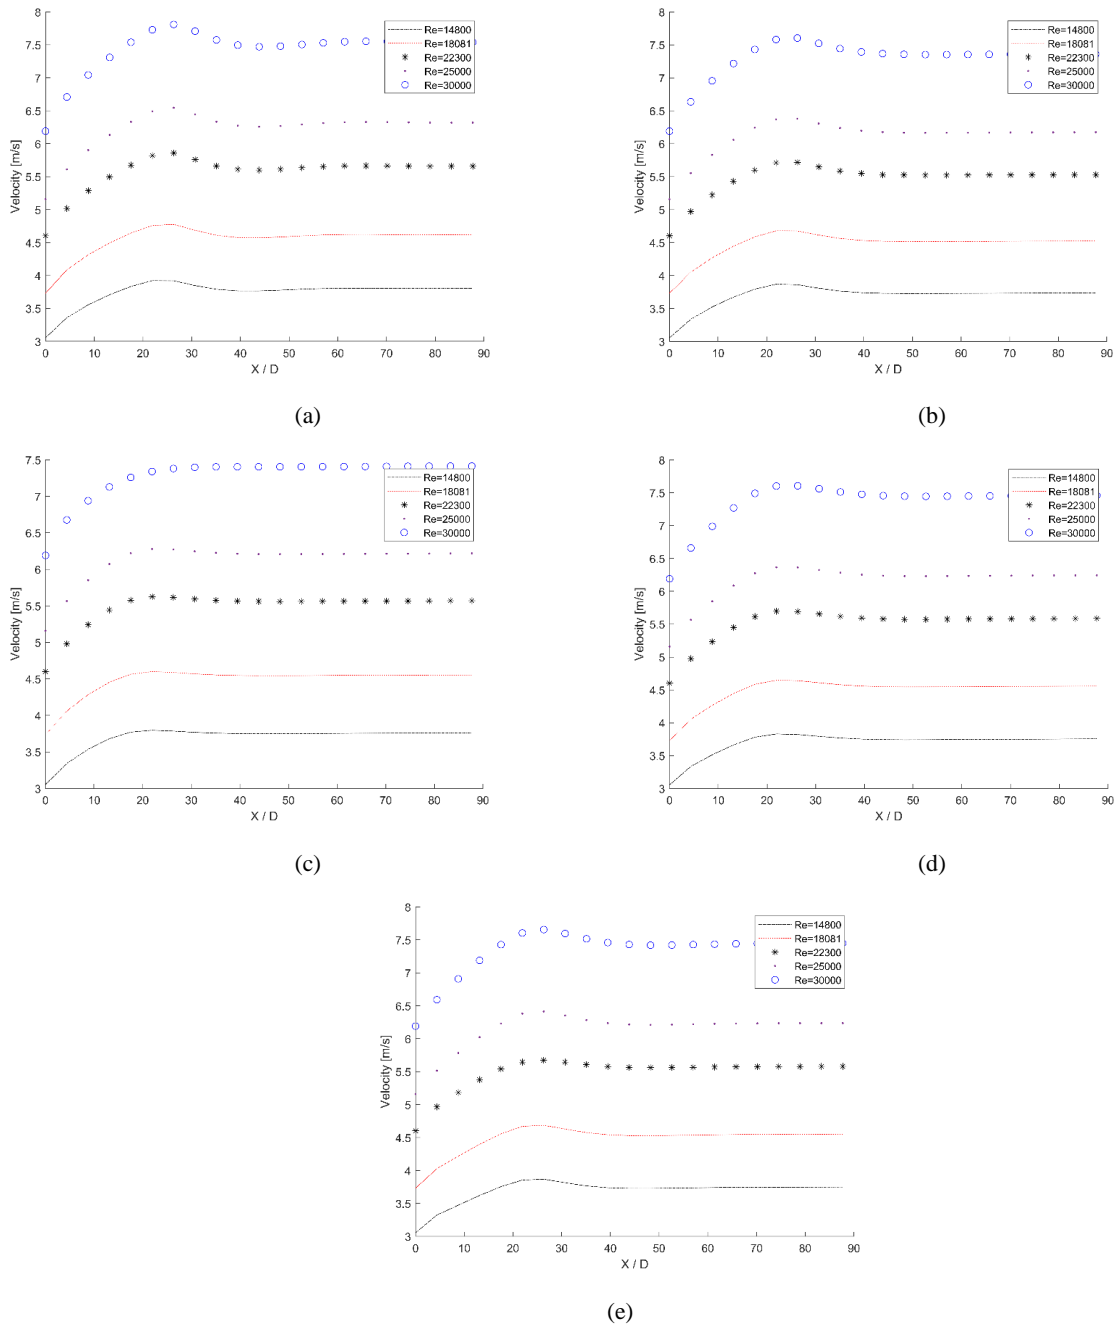 8
7.5
7
6.5
6
5.5
5
4.5
4
3.5
3
Velocity [m/s]
0 10 20 30 40 50 60 70 80 90
X / D
Re=14800
Re=18081
Re=22300
Re=25000
Re=30000
(a)
8
7.5
7
6.5
6
5.5
5
4.5
4
3.5
3
Velocity [m/s]
0 10 20 30 40 50 60 70 80 90
X / D
Re=14800
Re=18081
Re=22300
Re=25000
Re=30000
(b)
7.5
7
6.5
6
5.5
5
4.5
4
3.5
3
Velocity [m/s]
0 10 20 30 40 50 60 70 80 90
X / D
Re=14800
Re=18081
Re=22300
Re=25000
Re=30000
(c)
8
7.5
7
6.5
6
5.5
5
4.5
4
3.5
3
Velocity [m/s]
0 10 20 30 40 50 60 70 80 90
X / D
Re=14800
Re=18081
Re=22300
Re=25000
Re=30000
(d)
8
7.5
7
6.5
6
5.5
5
4.5
4
3.5
3
Velocity [m/s]
0 10 20 30 40 50 60 70 80 90
X / D
Re=14800
Re=18081
Re=22300
Re=25000
Re=30000
(e)